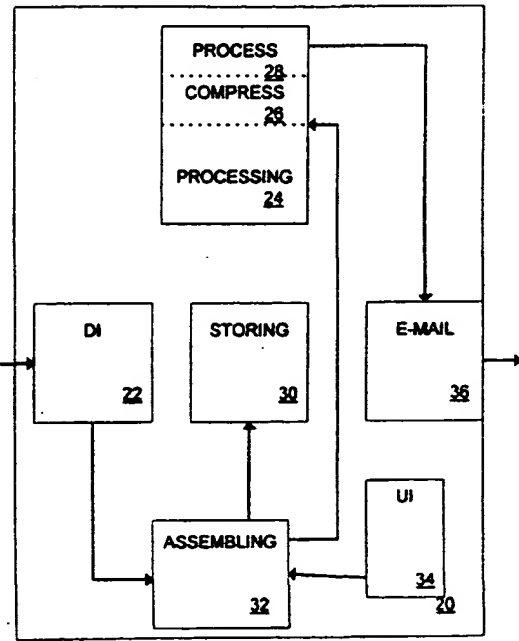 PROCESS
28
COMPRESS
26
PROCESSING
24
DI
22
STORING
30
E-MAIL
36
ASSEMBLING
32
UI
34
20